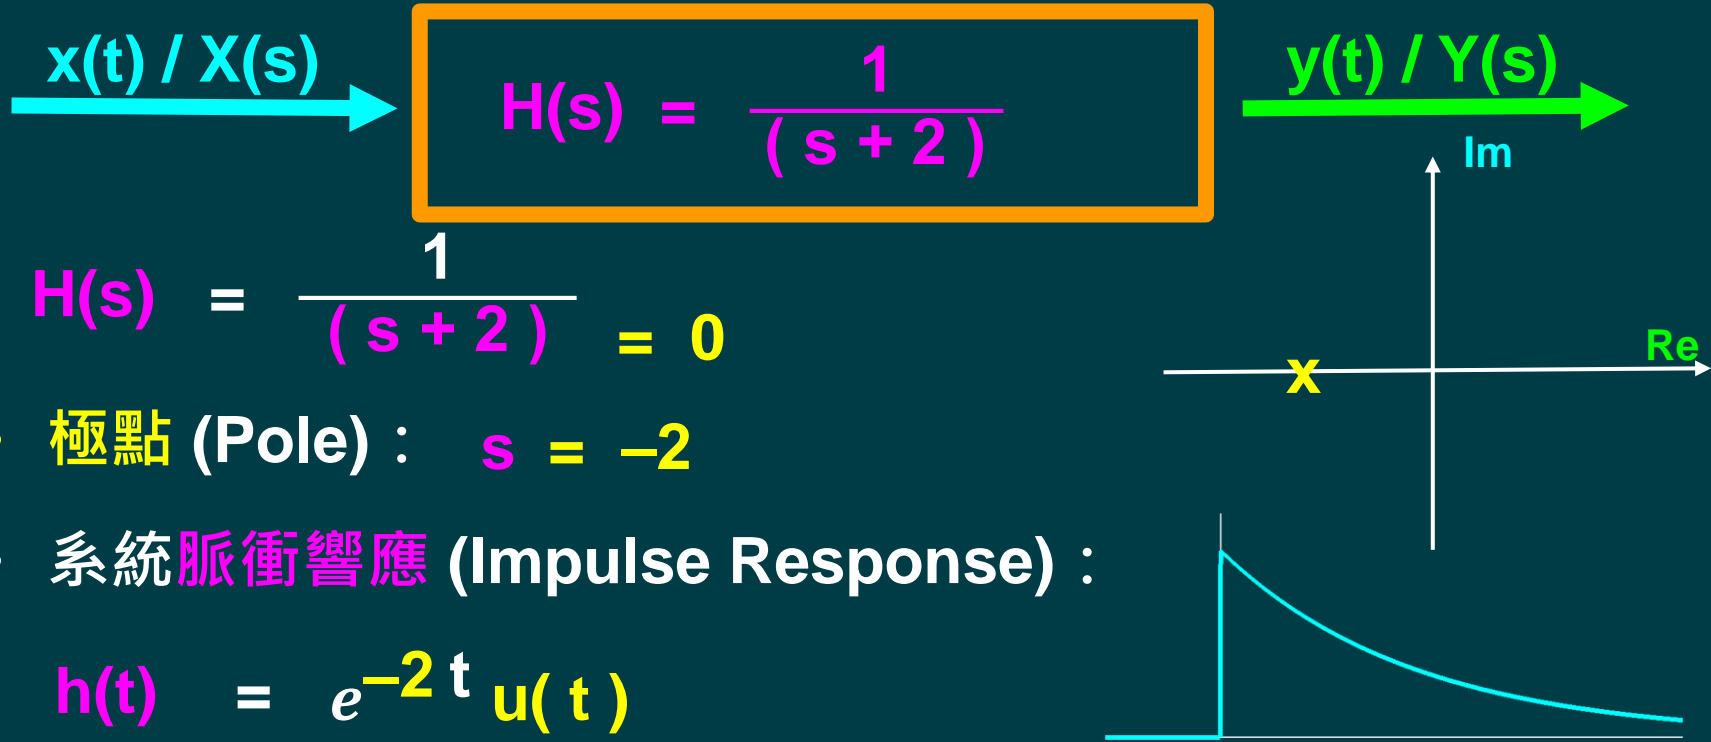 x(t) / X(s)
H(s) = 1 / ( s + 2 )
y(t) / Y(s)
Im
H(s) = 1 / ( s + 2 ) = 0
Re
x
極點 (Pole)： s = –2
系統脈衝響應 (Impulse Response)：
h(t) = e^–2 t u( t )